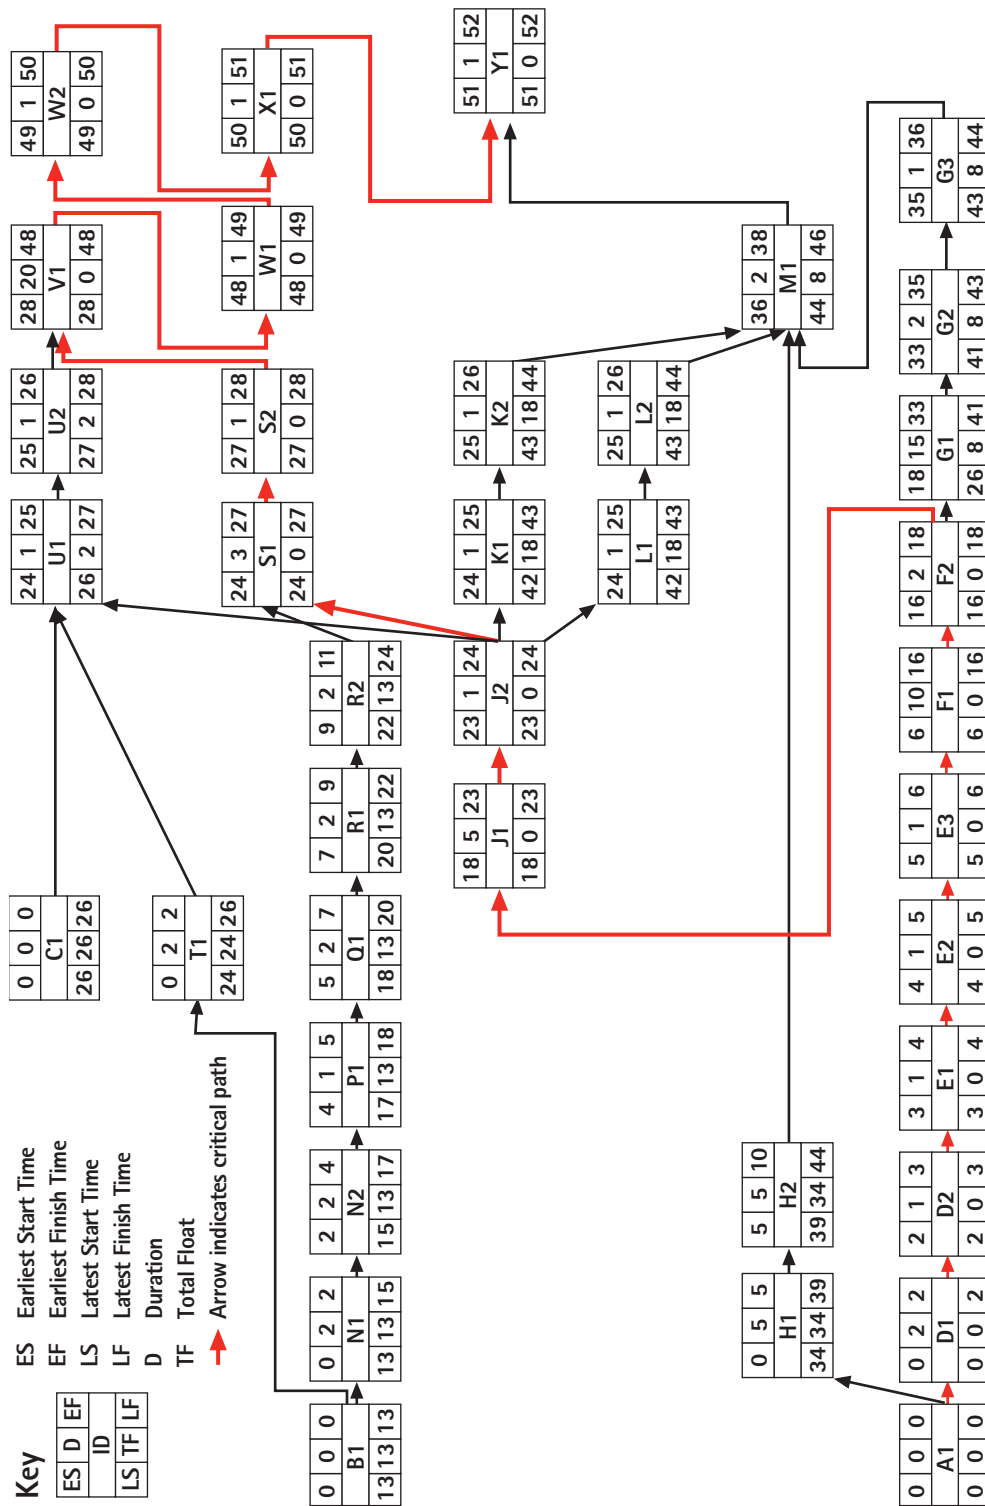 Key
ES D EF
ID
LS TF LF
ES Earliest Start Time
EF Earliest Finish Time
LS Latest Start Time
LF Latest Finish Time
D Duration
TF Total Float
Arrow indicates critical path
0 0 0
C1
26 26 26
24 1 25
U1
26 2 27
25 1 26
U2
27 2 28
28 20 48
V1
28 0 48
49 1 50
W2
49 0 50
0 2 2
T1
24 24 26
24 3 27
S1
24 0 27
27 1 28
S2
27 0 28
48 1 49
W1
48 0 49
50 1 51
X1
50 0 51
0 0 0
B1
13 13 13
0 2 2
N1
13 13 15
2 2 4
N2
15 13 17
4 1 5
P1
17 13 18
5 2 7
Q1
18 13 20
7 2 9
R1
20 13 22
9 2 11
R2
22 13 24
18 5 23
J1
18 0 23
23 1 24
J2
23 0 24
24 1 25
K1
42 18 43
25 1 26
K2
43 18 44
51 1 52
Y1
51 0 52
24 1 25
L1
42 18 43
25 1 26
L2
43 18 44
0 5 5
H1
34 34 39
5 5 10
H2
39 34 44
36 2 38
M1
44 8 46
0 0 0
A1
0 0 0
0 2 2
D1
0 0 2
2 1 3
D2
2 0 3
3 1 4
E1
3 0 4
4 1 5
E2
4 0 5
5 1 6
E3
5 0 6
6 10 16
F1
6 0 16
16 2 18
F2
16 0 18
18 15 33
G1
26 8 41
33 2 35
G2
41 8 43
35 1 36
G3
43 8 44